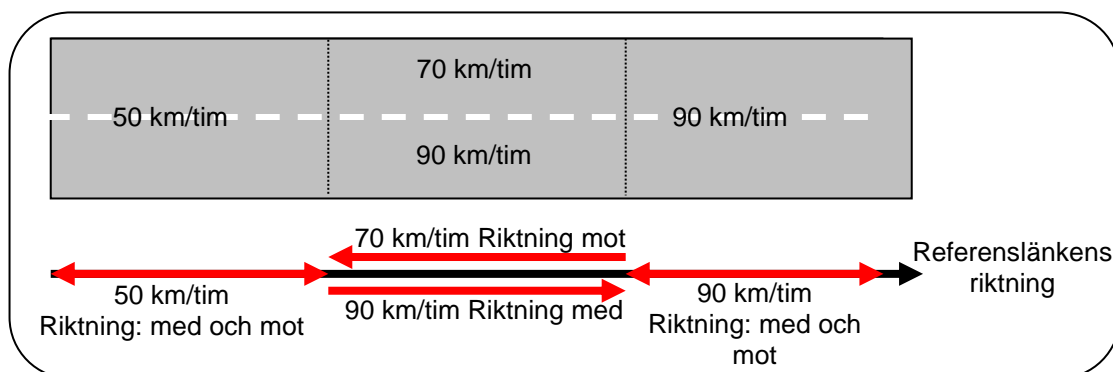 70 km/tim
50 km/tim
90 km/tim
90 km/tim
70 km/tim Riktning mot
Referenslänkens
riktning
50 km/tim
Riktning: med och mot
90 km/tim Riktning med
90 km/tim
Riktning: med och
mot